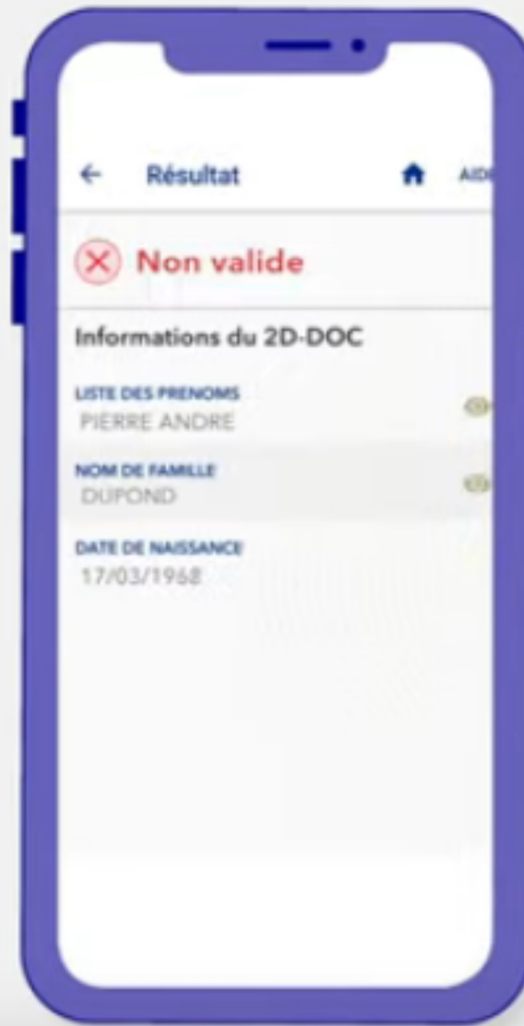 Résultat
AIDE
Non valide
Informations du 2D-DOC
LISTE DES PRENOMS
PIERRE ANDRE
NOM DE FAMILLE
DUPOND
DATE DE NAISSANCE
17/03/1968